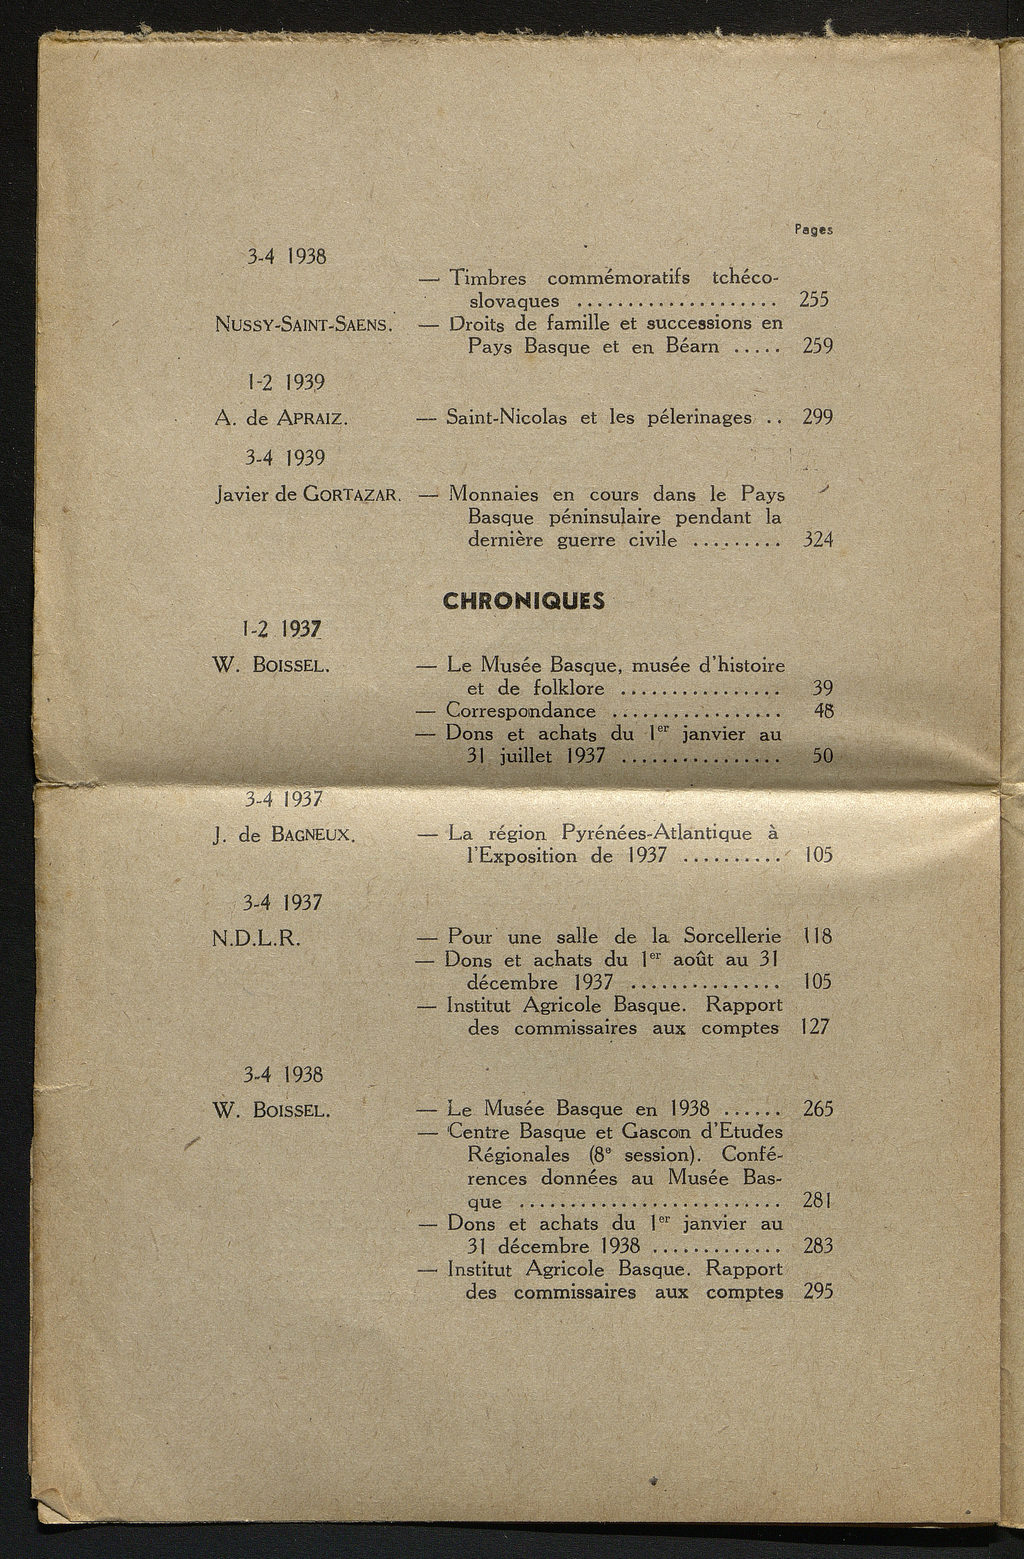 Pages
3-4 1938
— Timbres commémoratifs tchéco-
slovaques .................... 255
NUSSY-SAINT-SAENS. — Droits de famille et successions en
Pays Basque et en Béarn ..... 259
1-2 1939
A. de APRAIZ. — Saint-Nicolas et les pélerinages .. 299
3-4 1939
Javier de GORTAZAR. — Monnaies en cours dans le Pays
Basque péninsulaire pendant la
dernière guerre civile ......... 324
CHRONIQUES
1-2 1937
W. BOISSEL. — Le Musée Basque, musée d'histoire
et de folklore ................ 39
— Correspondance ................. 48
— Dons et achats du 1er janvier au
31 juillet 1937 ................ 50
3-4 1937
J. de BAGNEUX. — La région Pyrénées-Atlantique à
l'Exposition de 1937 .......... 105
3-4 1937
N.D.L.R. — Pour une salle de la Sorcellerie 118
— Dons et achats du 1er août au 31
décembre 1937 ............... 105
— Institut Agricole Basque. Rapport
des commissaires aux comptes 127
3-4 1938
W. BOISSEL. — Le Musée Basque en 1938 ...... 265
— Centre Basque et Gascon d'Etudes
Régionales (8e session). Confé-
rences données au Musée Bas-
que .......................... 281
— Dons et achats du 1er janvier au
31 décembre 1938 ............. 283
— Institut Agricole Basque. Rapport
des commissaires aux comptes 295